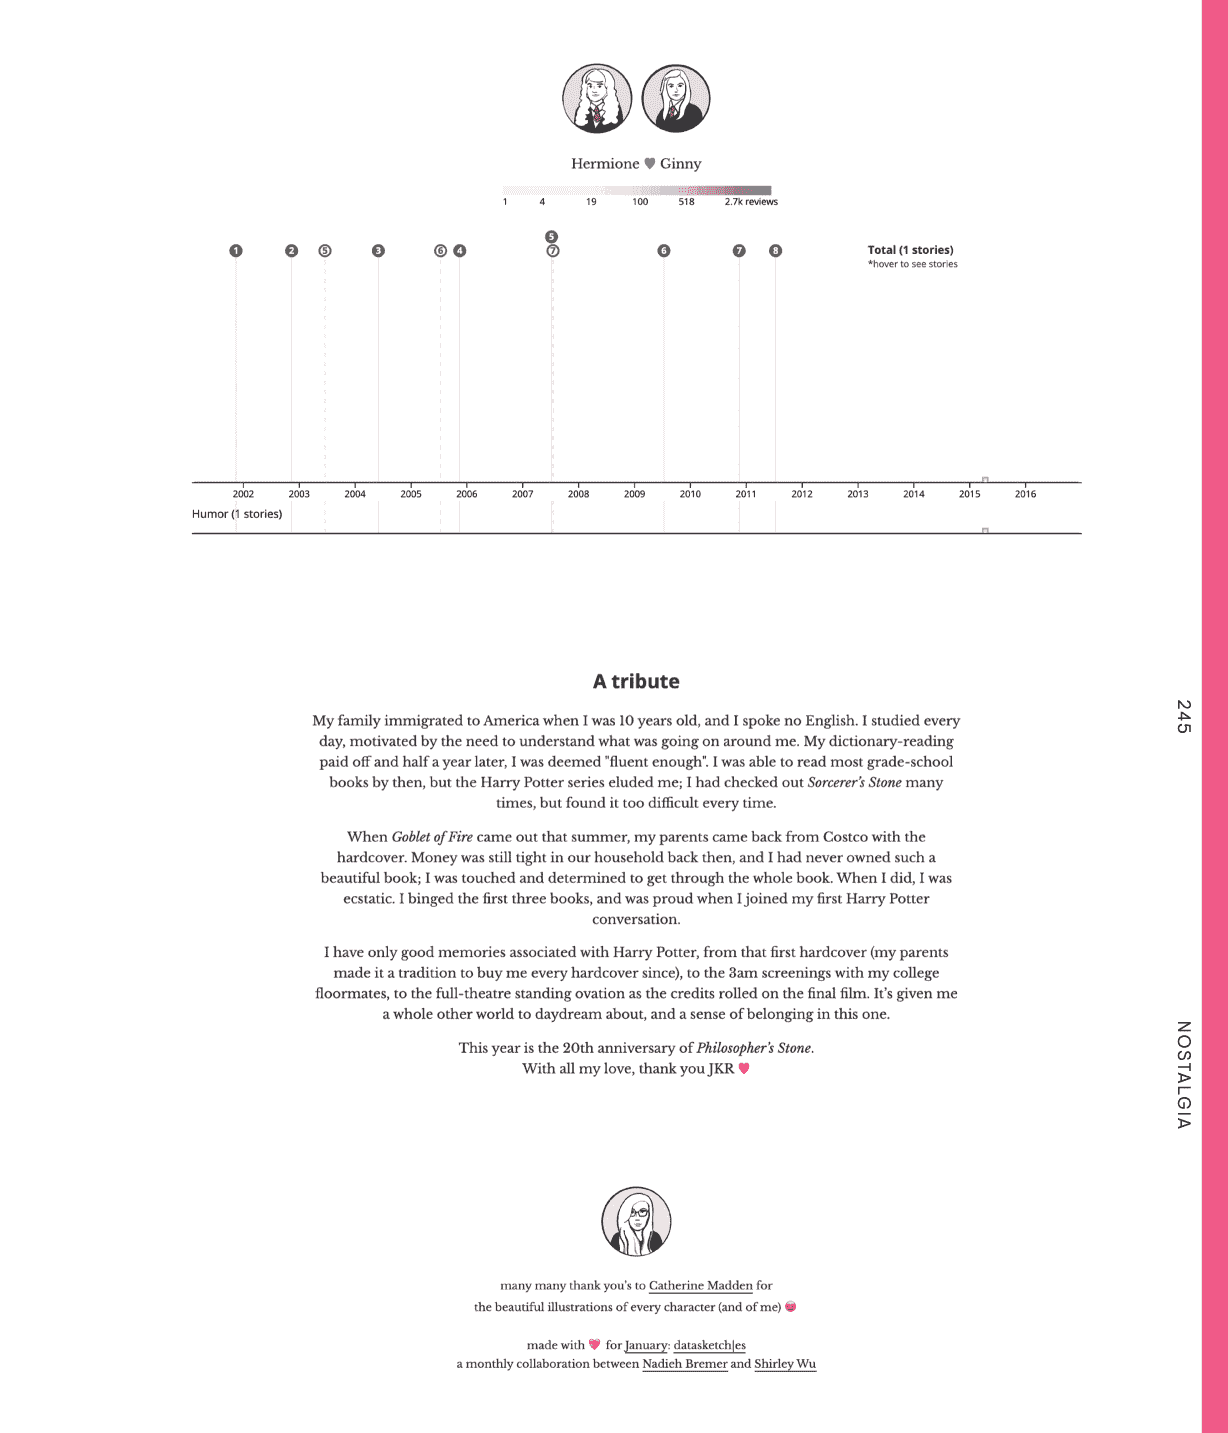 Hermione ♥ Ginny
1 4 19 100 518 2.7k reviews
5
1 2 5 3 6 4 7 6 7 8
Total (1 stories)
*hover to see stories
2002 2003 2004 2005 2006 2007 2008 2009 2010 2011 2012 2013 2014 2015 2016
Humor (1 stories)
A tribute
My family immigrated to America when I was 10 years old, and I spoke no English. I studied every
day, motivated by the need to understand what was going on around me. My dictionary-reading
paid off and half a year later, I was deemed "fluent enough". I was able to read most grade-school
books by then, but the Harry Potter series eluded me; I had checked out Sorcerer's Stone many
times, but found it too difficult every time.
When Goblet of Fire came out that summer, my parents came back from Costco with the
hardcover. Money was still tight in our household back then, and I had never owned such a
beautiful book; I was touched and determined to get through the whole book. When I did, I was
ecstatic. I binged the first three books, and was proud when I joined my first Harry Potter
conversation.
I have only good memories associated with Harry Potter, from that first hardcover (my parents
made it a tradition to buy me every hardcover since), to the 3am screenings with my college
floormates, to the full-theatre standing ovation as the credits rolled on the final film. It's given me
a whole other world to daydream about, and a sense of belonging in this one.
This year is the 20th anniversary of Philosopher's Stone.
With all my love, thank you JKR ♥
many many thank you's to Catherine Madden for
the beautiful illustrations of every character (and of me)
made with ♥ for January: datasketch|es
a monthly collaboration between Nadieh Bremer and Shirley Wu
245
NOSTALGIA